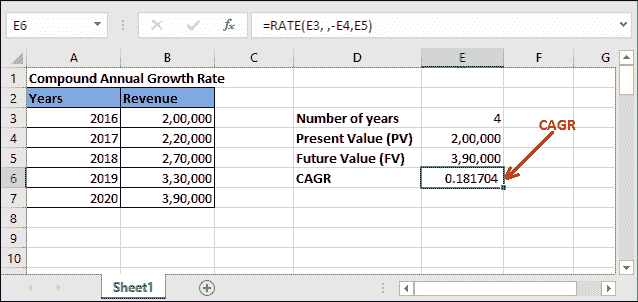 E6 fx =RATE(E3, ,-E4,E5)
A B C D E F G
1 Compound Annual Growth Rate
2 Years Revenue
3 2016 2,00,000 Number of years 4
CAGR
4 2017 2,20,000 Present Value (PV) 2,00,000
5 2018 2,70,000 Future Value (FV) 3,90,000
6 2019 3,30,000 CAGR 0.181704
7 2020 3,90,000
8
9
10
Sheet1